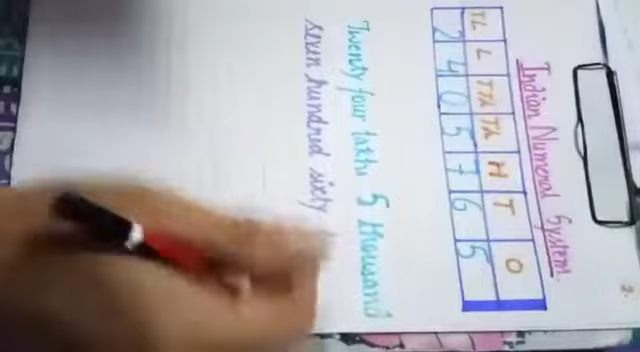 2.
Indian Numeral System.
TL L TTh Th H T O
2 4 0 5 7 6 5
Twenty four lakhs 5 thousand
seven hundred sixty